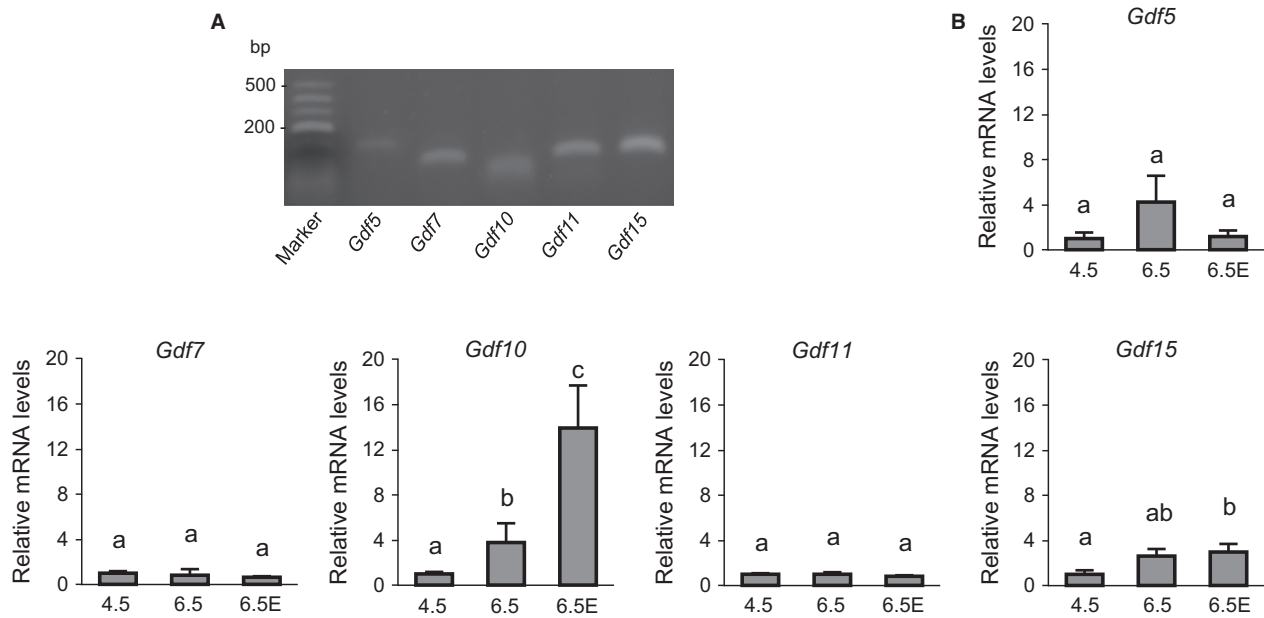 A
bp
500
200
Marker
Gdf5
Gdf7
Gdf10
Gdf11
Gdf15
B
Gdf5
Relative mRNA levels
20
16
12
8
4
0
a
a
a
4.5 6.5 6.5E
Gdf7
Relative mRNA levels
20
16
12
8
4
0
a
a
a
4.5 6.5 6.5E
Gdf10
Relative mRNA levels
20
16
12
8
4
0
a
b
c
4.5 6.5 6.5E
Gdf11
Relative mRNA levels
20
16
12
8
4
0
a
a
a
4.5 6.5 6.5E
Gdf15
Relative mRNA levels
20
16
12
8
4
0
a
ab
b
4.5 6.5 6.5E